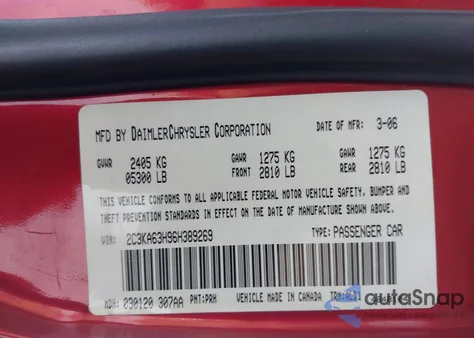 MFD BY DAIMLERCHRYSLER CORPORATION DATE OF MFR: 3-06
GVWR 2405 KG GAWR 1275 KG GAWR 1275 KG
05300 LB FRONT 2810 LB REAR 2810 LB
THIS VEHICLE CONFORMS TO ALL APPLICABLE FEDERAL MOTOR VEHICLE SAFETY, BUMPER AND
THEFT PREVENTION STANDARDS IN EFFECT ON THE DATE OF MANUFACTURE SHOWN ABOVE.
VIN: 2C3KA63H96H389269 TYPE: PASSENGER CAR
MDH: 030120 307AA PNT: PRH VEHICLE MADE IN CANADA TRM:
autoSnap